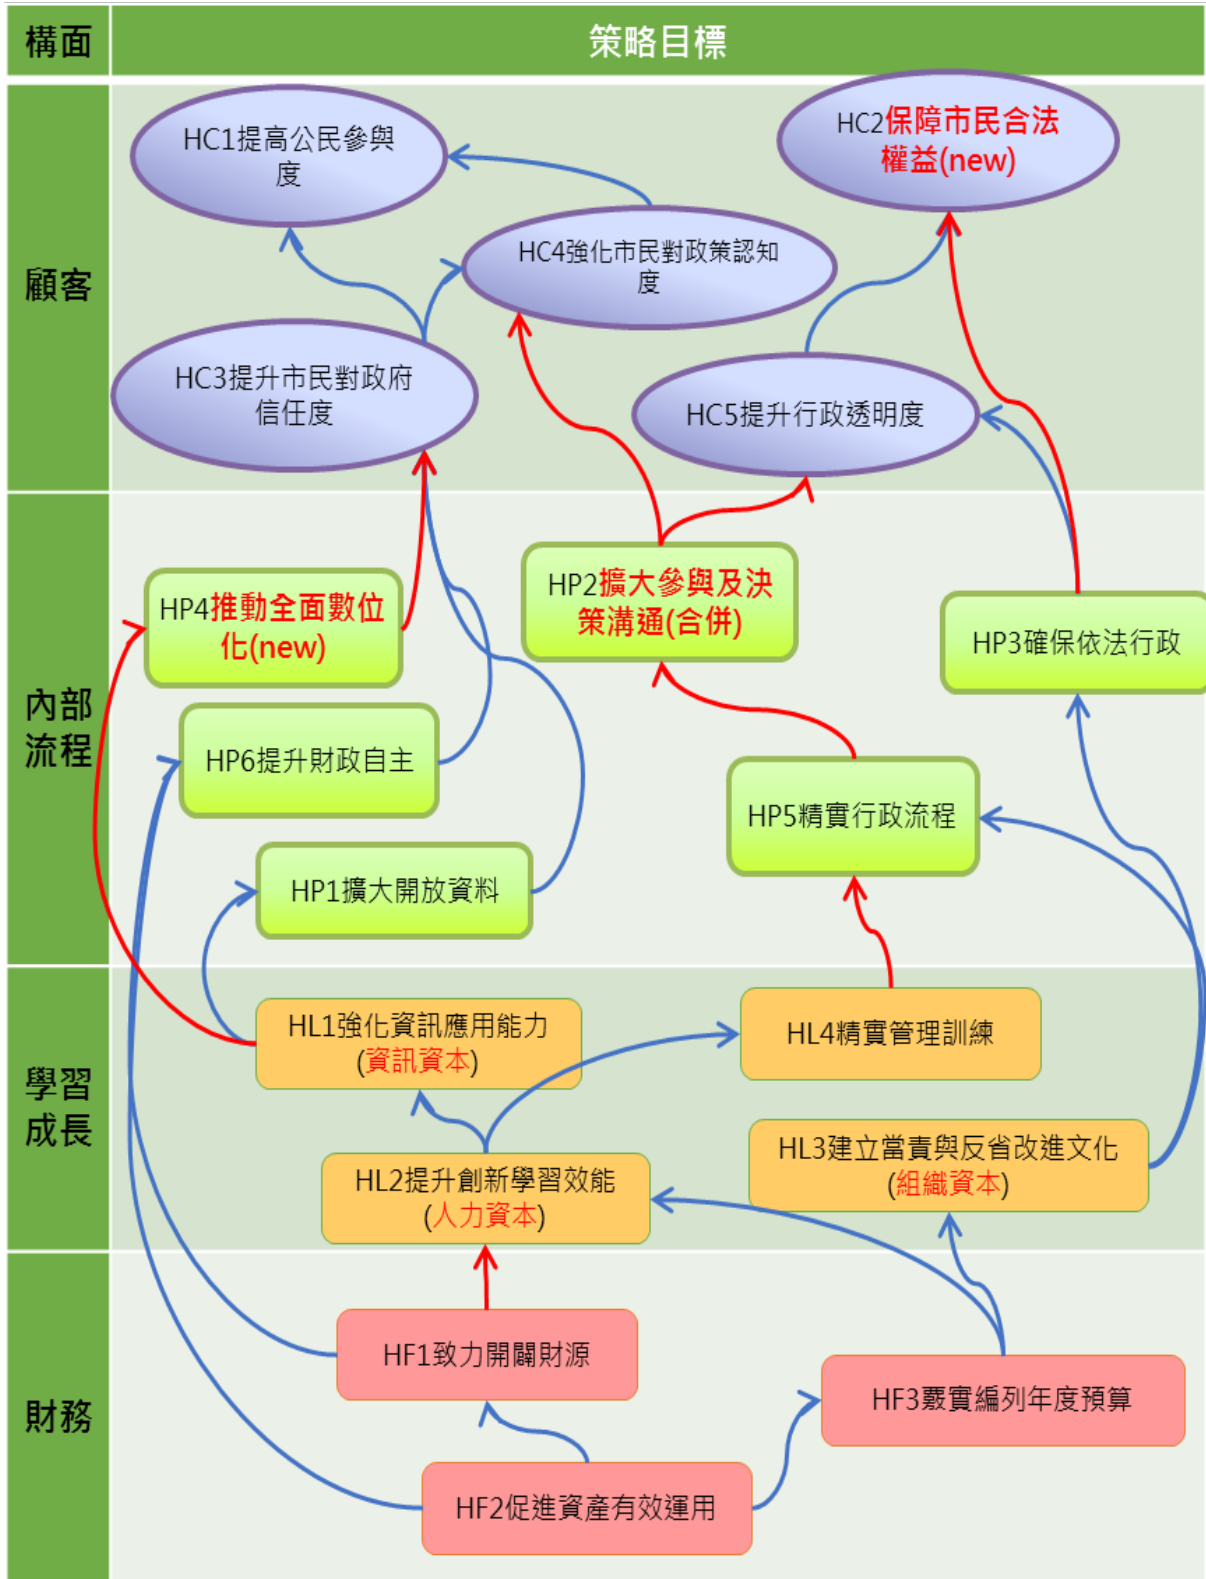 構面
策略目標
顧客
HC1提高公民參與
度
HC2保障市民合法
權益(new)
HC4強化市民對政策認知
度
HC3提升市民對政府
信任度
HC5提升行政透明度
內部
流程
HP4推動全面數位
化(new)
HP2擴大參與及決
策溝通(合併)
HP3確保依法行政
HP6提升財政自主
HP5精實行政流程
HP1擴大開放資料
學習
成長
HL1強化資訊應用能力
(資訊資本)
HL4精實管理訓練
HL2提升創新學習效能
(人力資本)
HL3建立當責與反省改進文化
(組織資本)
財務
HF1致力開闢財源
HF3覈實編列年度預算
HF2促進資產有效運用